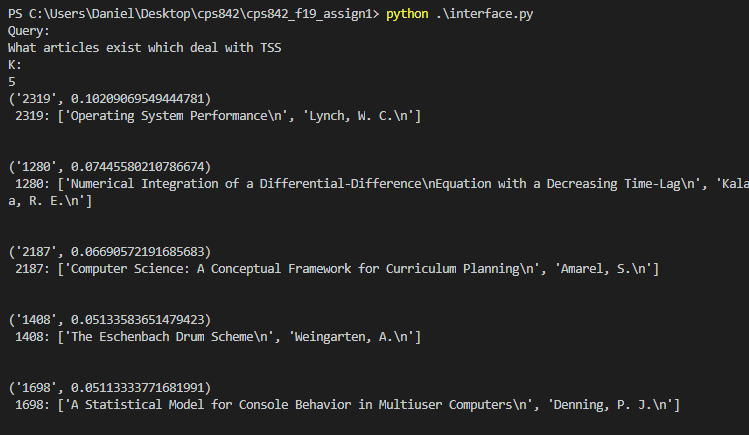 PS C:\Users\Daniel\Desktop\cps842\cps842_f19_assign1> python .\interface.py
Query:
What articles exist which deal with TSS
K:
5
('2319', 0.10209069549444781)
2319: ['Operating System Performance\n', 'Lynch, W. C.\n']
('1280', 0.07445580210786674)
1280: ['Numerical Integration of a Differential-Difference\nEquation with a Decreasing Time-Lag\n', 'Kala
a, R. E.\n']
('2187', 0.06690572191685683)
2187: ['Computer Science: A Conceptual Framework for Curriculum Planning\n', 'Amarel, S.\n']
('1408', 0.05133583651479423)
1408: ['The Eschenbach Drum Scheme\n', 'Weingarten, A.\n']
('1698', 0.05113333771681991)
1698: ['A Statistical Model for Console Behavior in Multiuser Computers\n', 'Denning, P. J.\n']